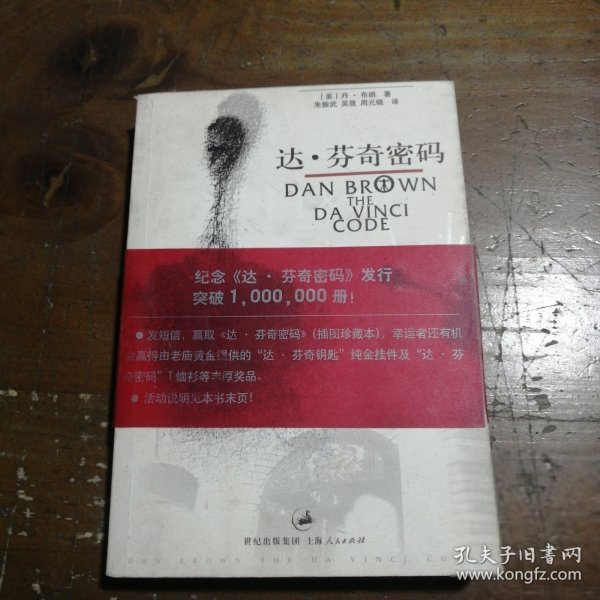 [美]丹·布朗 著
朱振武 吴晟 周元晓 译
达·芬奇密码
DAN BROWN
THE
DA VINCI
CODE
纪念《达·芬奇密码》发行
突破1,000,000册!
●发短信,赢取《达·芬奇密码》(插图珍藏本),幸运者还有机
会赢得由老庙黄金提供的“达·芬奇钥匙”纯金挂件及“达·芬
奇密码”T恤衫等丰厚奖品。
●活动说明见本书末页!
世纪出版集团 上海人民出版社
DAN BROWN THE DA VINCI CO
孔夫子旧书网
www.kongfz.com